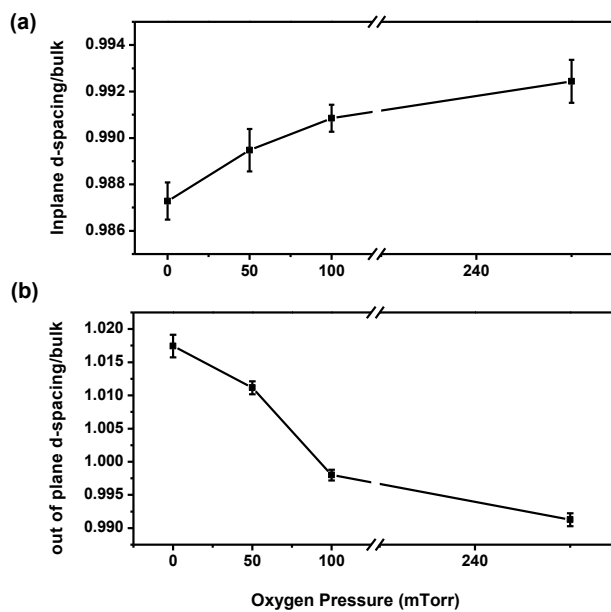 (a)
Inplane d-spacing/bulk
0.994
0.992
0.990
0.988
0.986
0 50 100 240
(b)
out of plane d-spacing/bulk
1.020
1.015
1.010
1.005
1.000
0.995
0.990
0 50 100 240
Oxygen Pressure (mTorr)